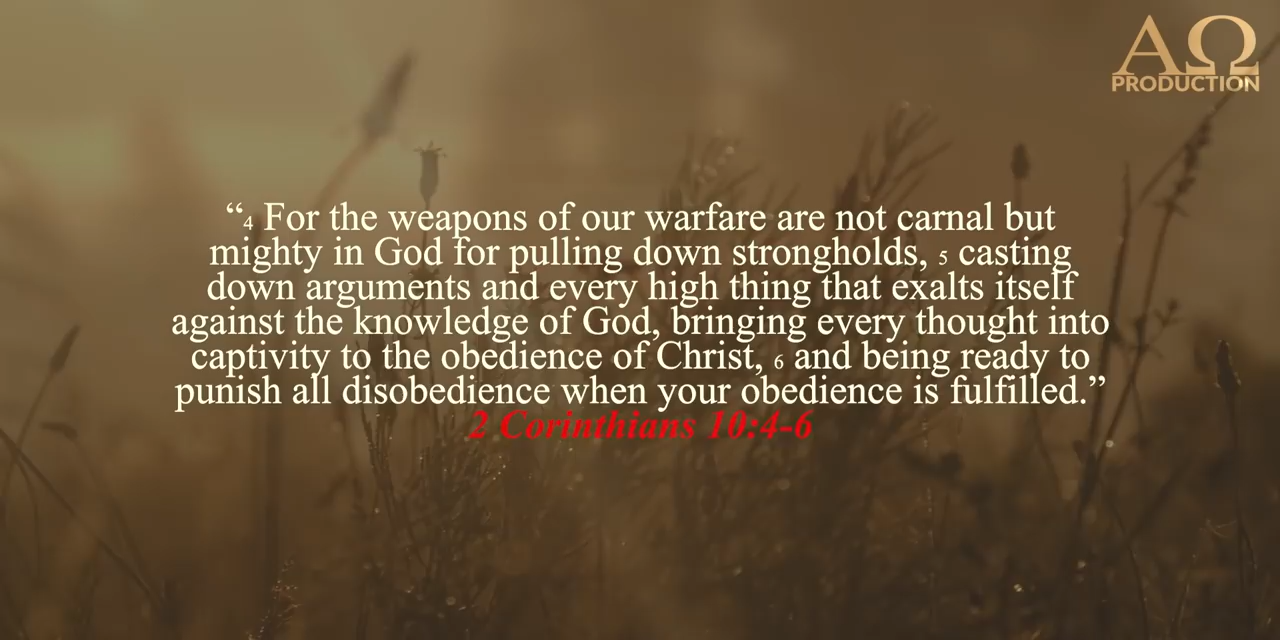 ΑΩ
PRODUCTION
“4 For the weapons of our warfare are not carnal but
mighty in God for pulling down strongholds, 5 casting
down arguments and every high thing that exalts itself
against the knowledge of God, bringing every thought into
captivity to the obedience of Christ, 6 and being ready to
punish all disobedience when your obedience is fulfilled.”
2 Corinthians 10:4-6